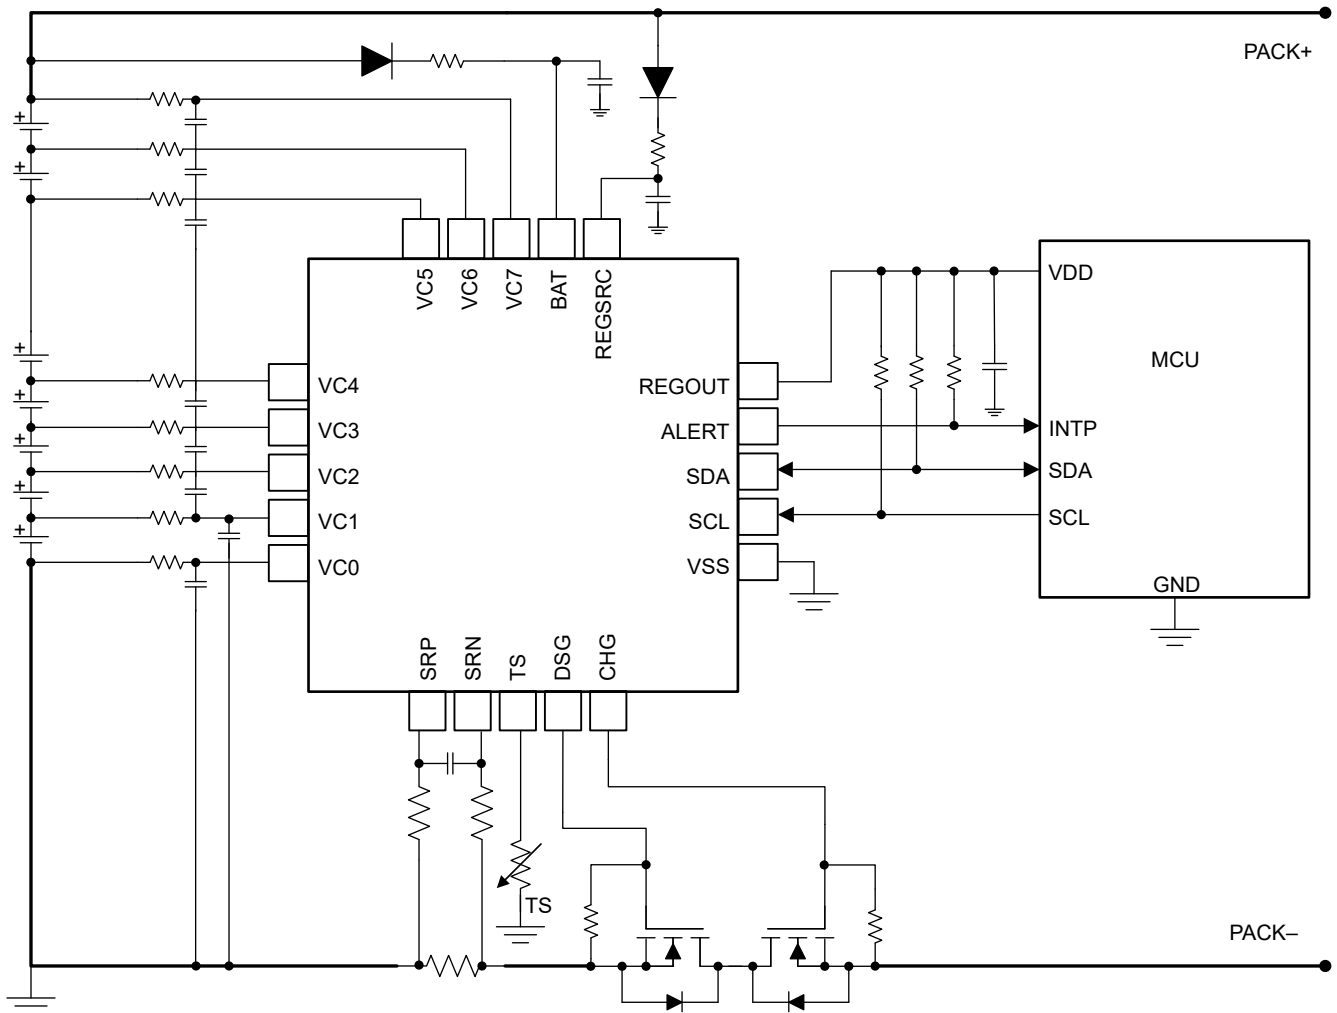 PACK+
+
+
VC5
VC6
VC7
BAT
REGSRC
VDD
MCU
+
VC4
REGOUT
+
VC3
ALERT
INTP
+
VC2
SDA
SDA
+
VC1
SCL
SCL
+
VC0
VSS
GND
SRP
SRN
TS
DSG
CHG
TS
PACK–